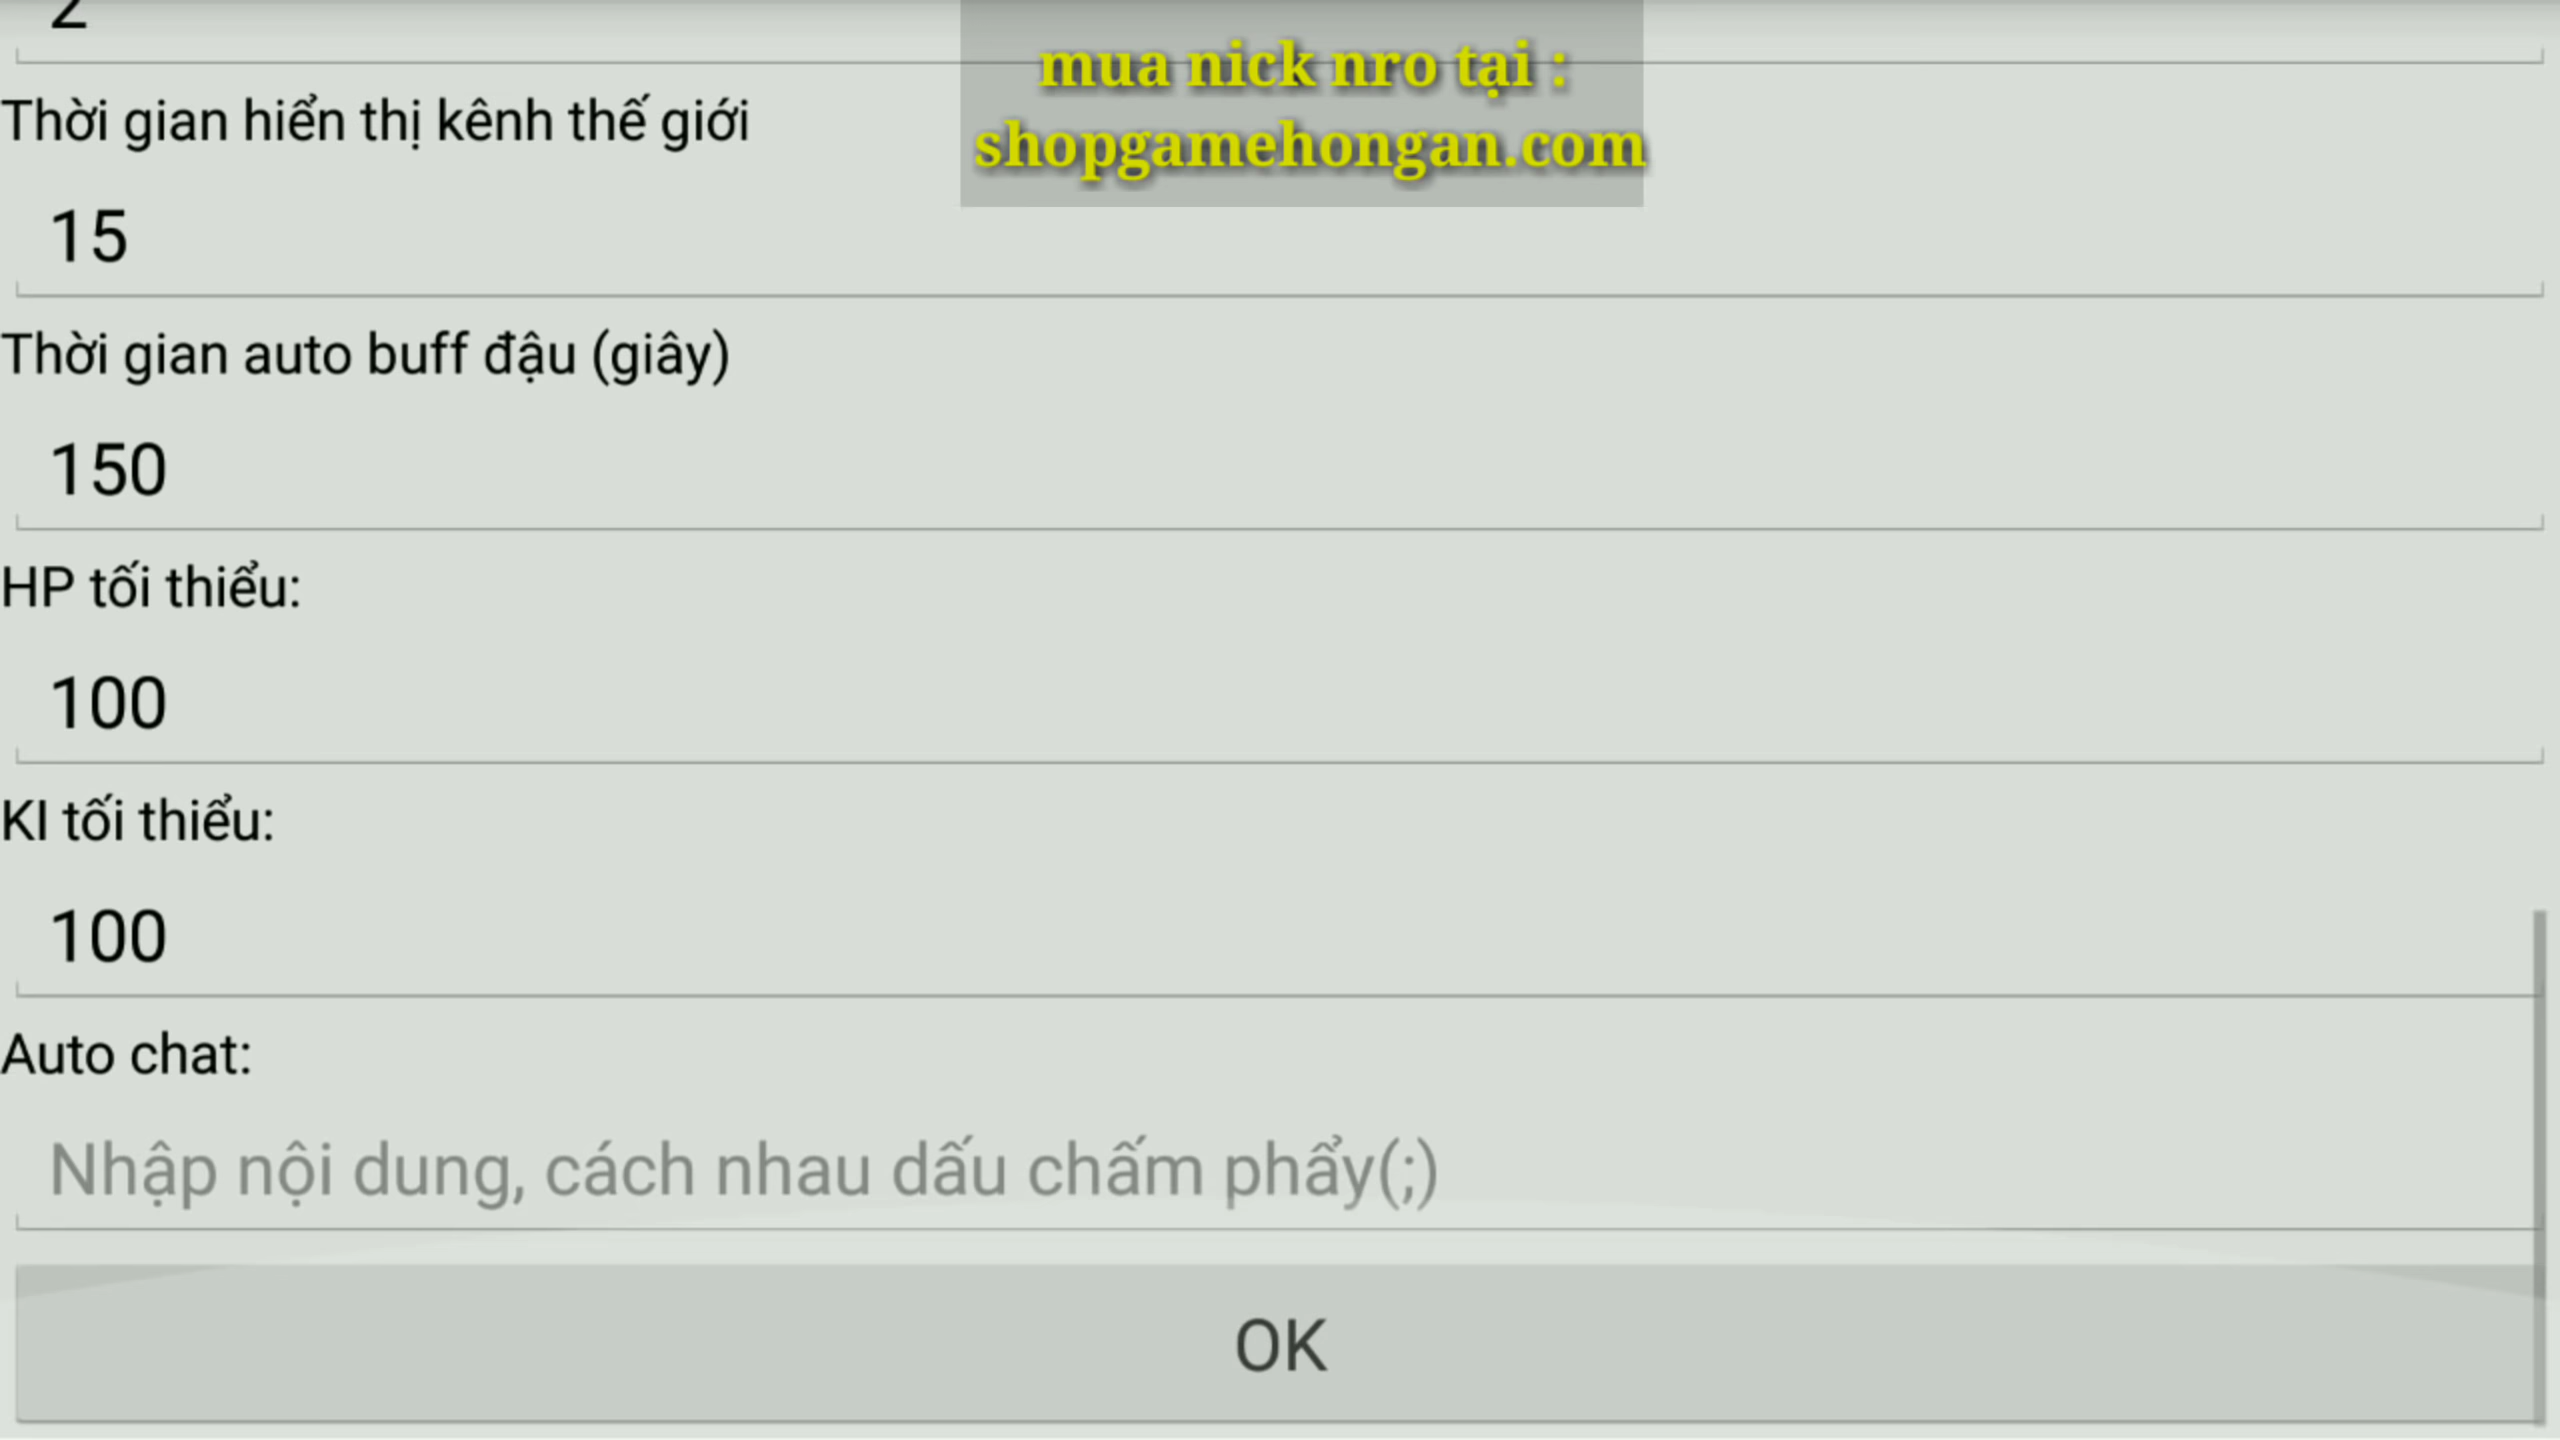 2
mua nick nro tại :
shopgamehongan.com
Thời gian hiển thị kênh thế giới
15
Thời gian auto buff đậu (giây)
150
HP tối thiểu:
100
KI tối thiểu:
100
Auto chat:
Nhập nội dung, cách nhau dấu chấm phẩy(;)
OK